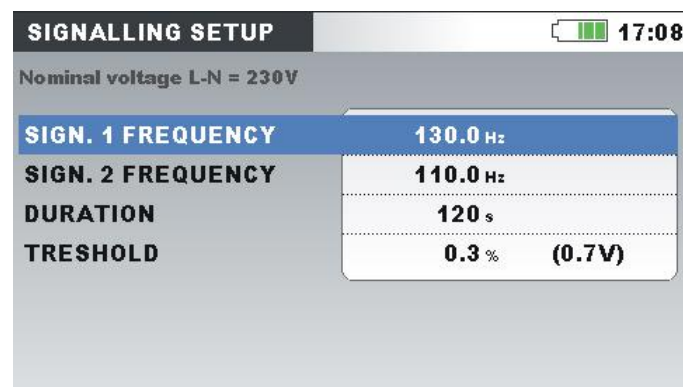 SIGNALLING SETUP 17:08
Nominal voltage L-N = 230V
SIGN. 1 FREQUENCY 130.0 Hz
SIGN. 2 FREQUENCY 110.0 Hz
DURATION 120 s
TRESHOLD 0.3 % (0.7V)